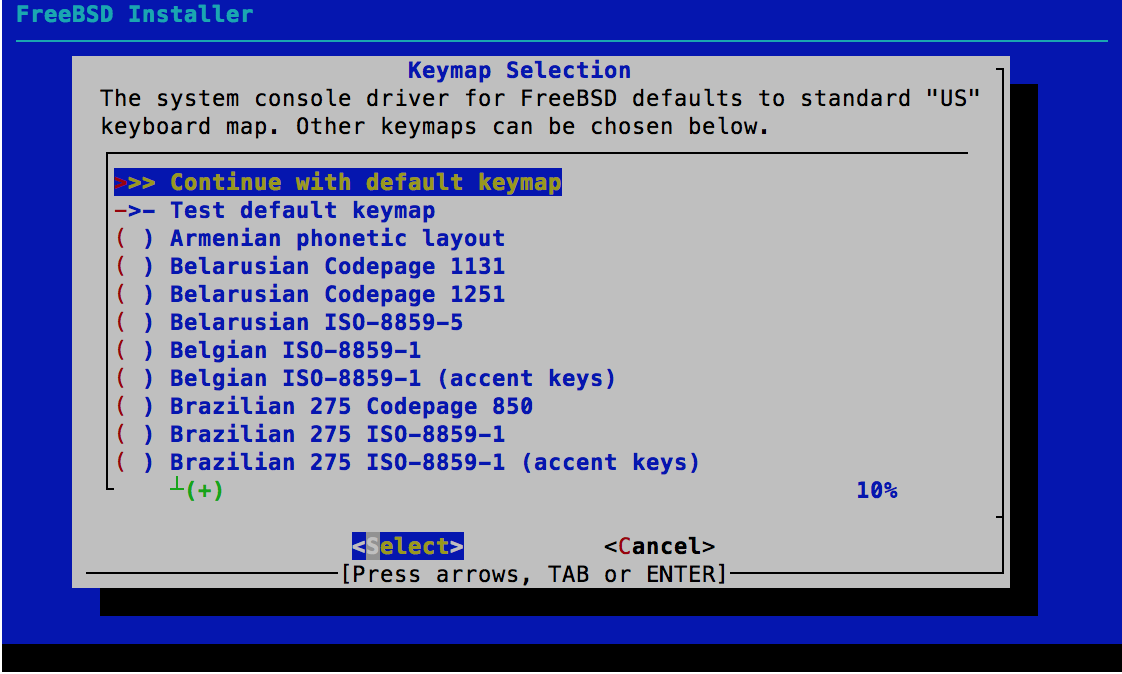 FreeBSD Installer
Keymap Selection
The system console driver for FreeBSD defaults to standard "US"
keyboard map. Other keymaps can be chosen below.
>>> Continue with default keymap
->- Test default keymap
( ) Armenian phonetic layout
( ) Belarusian Codepage 1131
( ) Belarusian Codepage 1251
( ) Belarusian ISO-8859-5
( ) Belgian ISO-8859-1
( ) Belgian ISO-8859-1 (accent keys)
( ) Brazilian 275 Codepage 850
( ) Brazilian 275 ISO-8859-1
( ) Brazilian 275 ISO-8859-1 (accent keys)
┴(+) 10%
<Select> <Cancel>
[Press arrows, TAB or ENTER]